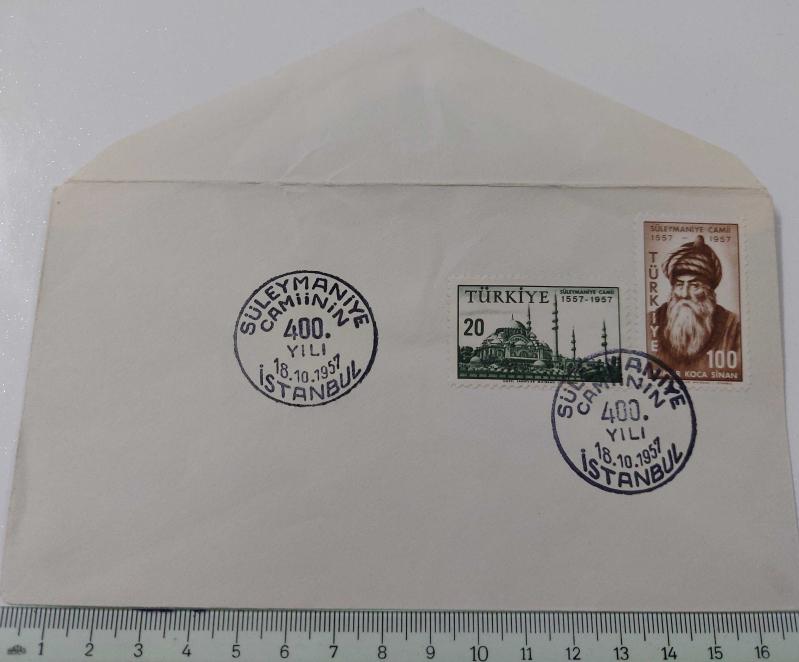 SÜLEYMANİYE
CAMİİNİN
400.
YILI
18.10.1957
İSTANBUL
TÜRKİYE
SÜLEYMANİYE CAMİİ
1557-1957
20
SÜLEYMANİYE CAMİİ
1557 - 1957
TÜRKİYE
100
KOCA SİNAN
SÜLEYMANİYE
CAMİİNİN
400.
YILI
18.10.1957
İSTANBUL
1 2 3 4 5 6 7 8 9 10 11 12 13 14 15 16